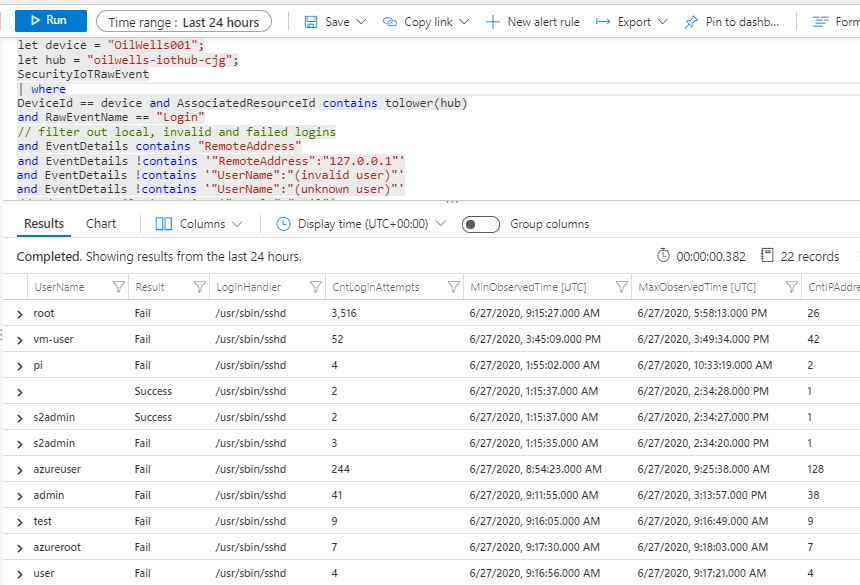 Run Time range : Last 24 hours Save Copy link New alert rule Export Pin to dashb... Form
let device = "OilWells001";
let hub = "oilwells-iothub-cjg";
SecurityIoTRawEvent
| where
DeviceId == device and AssociatedResourceId contains tolower(hub)
and RawEventName == "Login"
// filter out local, invalid and failed logins
and EventDetails contains "RemoteAddress"
and EventDetails !contains '"RemoteAddress":"127.0.0.1"'
and EventDetails !contains '"UserName":"(invalid user)"'
and EventDetails !contains '"UserName":"(unknown user)"'
Results Chart Columns Display time (UTC+00:00) Group columns
Completed. Showing results from the last 24 hours. 00:00:00.382 22 records
UserName Result LoginHandler CntLoginAttempts MinObservedTime [UTC] MaxObservedTime [UTC] CntIPAddre
root Fail /usr/sbin/sshd 3,516 6/27/2020, 9:15:27.000 AM 6/27/2020, 5:58:13.000 PM 26
vm-user Fail /usr/sbin/sshd 52 6/27/2020, 3:45:09.000 PM 6/27/2020, 3:49:34.000 PM 42
pi Fail /usr/sbin/sshd 4 6/27/2020, 1:55:02.000 AM 6/27/2020, 10:33:19.000 AM 2
Success /usr/sbin/sshd 2 6/27/2020, 1:15:37.000 AM 6/27/2020, 2:34:28.000 PM 1
s2admin Success /usr/sbin/sshd 2 6/27/2020, 1:15:37.000 AM 6/27/2020, 2:34:27.000 PM 1
s2admin Fail /usr/sbin/sshd 3 6/27/2020, 1:15:35.000 AM 6/27/2020, 2:34:20.000 PM 1
azureuser Fail /usr/sbin/sshd 244 6/27/2020, 8:54:23.000 AM 6/27/2020, 9:25:38.000 AM 128
admin Fail /usr/sbin/sshd 41 6/27/2020, 9:11:55.000 AM 6/27/2020, 3:13:57.000 PM 38
test Fail /usr/sbin/sshd 9 6/27/2020, 9:16:05.000 AM 6/27/2020, 9:16:49.000 AM 9
azureroot Fail /usr/sbin/sshd 7 6/27/2020, 9:17:30.000 AM 6/27/2020, 9:18:03.000 AM 7
user Fail /usr/sbin/sshd 4 6/27/2020, 9:16:56.000 AM 6/27/2020, 9:17:21.000 AM 4